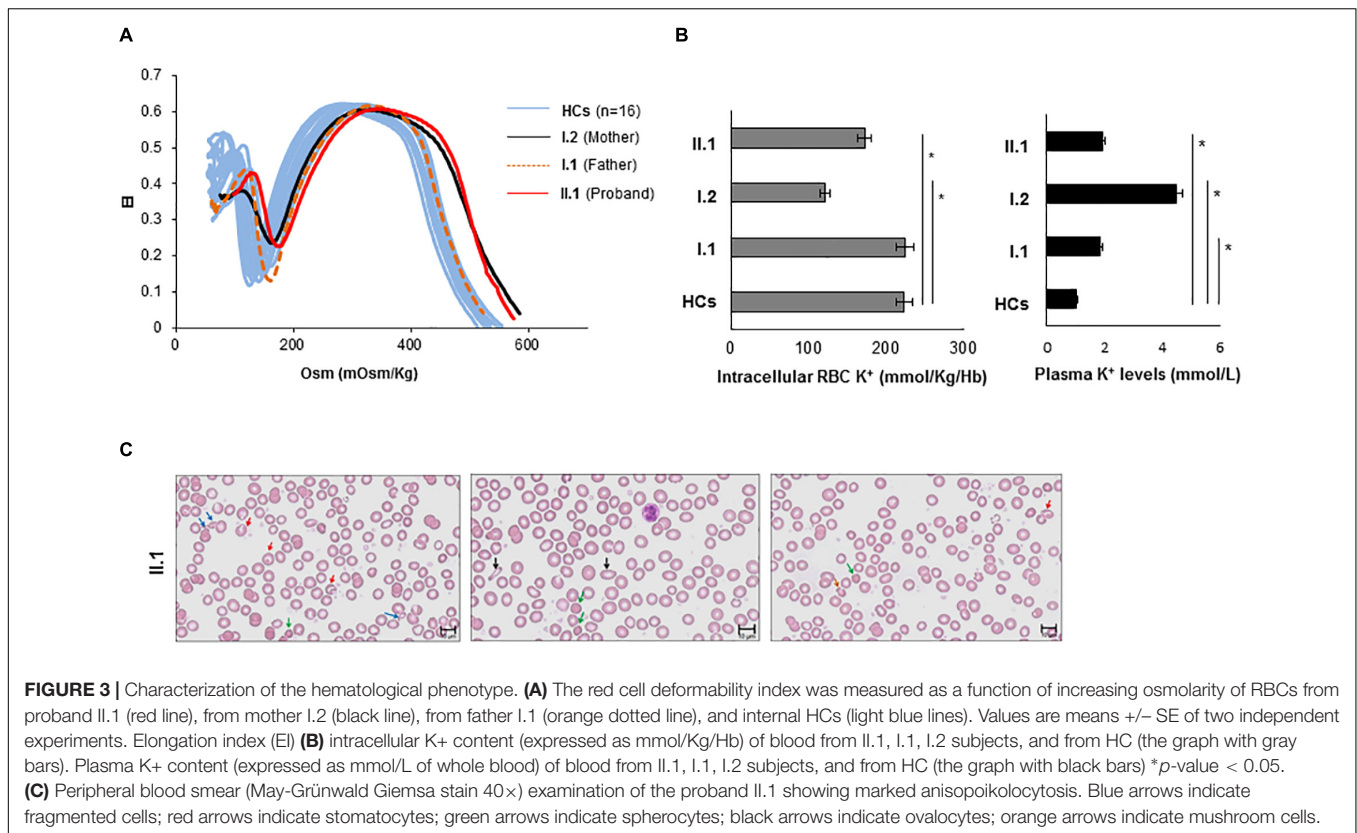 A
B
0.7
0.6
0.5
0.4
0.3
0.2
0.1
0
EI
0
200
400
600
Osm (mOsm/Kg)
HCs (n=16)
I.2 (Mother)
I.1 (Father)
II.1 (Proband)
II.1
I.2
I.1
HCs
*
*
0
100
200
300
Intracellular RBC K⁺ (mmol/Kg/Hb)
II.1
I.2
I.1
HCs
*
*
*
0
2
4
6
Plasma K⁺ levels (mmol/L)
C
II.1
10 µm
FIGURE 3 | Characterization of the hematological phenotype. (A) The red cell deformability index was measured as a function of increasing osmolarity of RBCs from
proband II.1 (red line), from mother I.2 (black line), from father I.1 (orange dotted line), and internal HCs (light blue lines). Values are means +/– SE of two independent
experiments. Elongation index (EI) (B) intracellular K+ content (expressed as mmol/Kg/Hb) of blood from II.1, I.1, I.2 subjects, and from HC (the graph with gray
bars). Plasma K+ content (expressed as mmol/L of whole blood) of blood from II.1, I.1, I.2 subjects, and from HC (the graph with black bars) *p-value < 0.05.
(C) Peripheral blood smear (May-Grünwald Giemsa stain 40×) examination of the proband II.1 showing marked anisopoikolocytosis. Blue arrows indicate
fragmented cells; red arrows indicate stomatocytes; green arrows indicate spherocytes; black arrows indicate ovalocytes; orange arrows indicate mushroom cells.